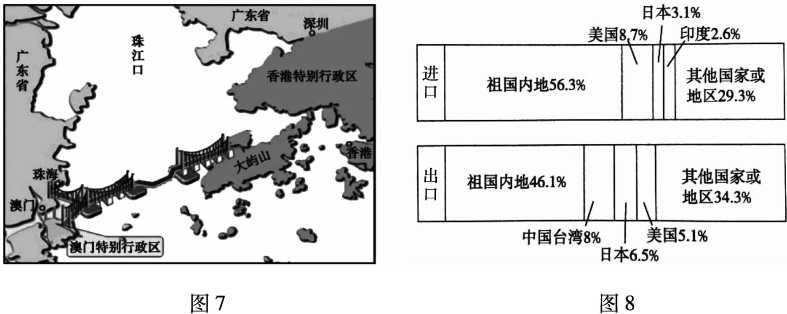 广东省
深圳
广东省
珠江口
香港特别行政区
香港
大屿山
珠海
澳门
澳门特别行政区
图7
日本3.1%
美国8.7%
印度2.6%
进口
祖国内地56.3%
其他国家或
地区29.3%
出口
祖国内地46.1%
其他国家或
地区34.3%
中国台湾8%
美国5.1%
日本6.5%
图8